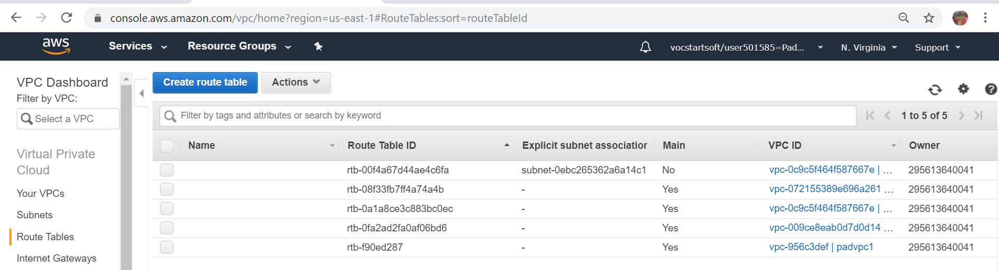 console.aws.amazon.com/vpc/home?region=us-east-1#RouteTables:sort=routeTableId
aws Services Resource Groups vocstartsoft/user501585=Pad... N. Virginia Support
VPC Dashboard
Filter by VPC:
Select a VPC
Virtual Private
Cloud
Your VPCs
Subnets
Route Tables
Internet Gateways
Create route table Actions
Filter by tags and attributes or search by keyword 1 to 5 of 5
Name Route Table ID Explicit subnet association Main VPC ID Owner
rtb-00f4a67d44ae4c6fa subnet-0ebc265362a6a14c1 No vpc-0c9c5f464f587667e | ... 295613640041
rtb-08f33fb7ff4a74a4b - Yes vpc-072155389e696a261 ... 295613640041
rtb-0a1a8ce3c883bc0ec - Yes vpc-0c9c5f464f587667e | ... 295613640041
rtb-0fa2ad2fa0af06bd6 - Yes vpc-009ce8eab0d7d0d14 ... 295613640041
rtb-f90ed287 - Yes vpc-956c3def | padvpc1 295613640041